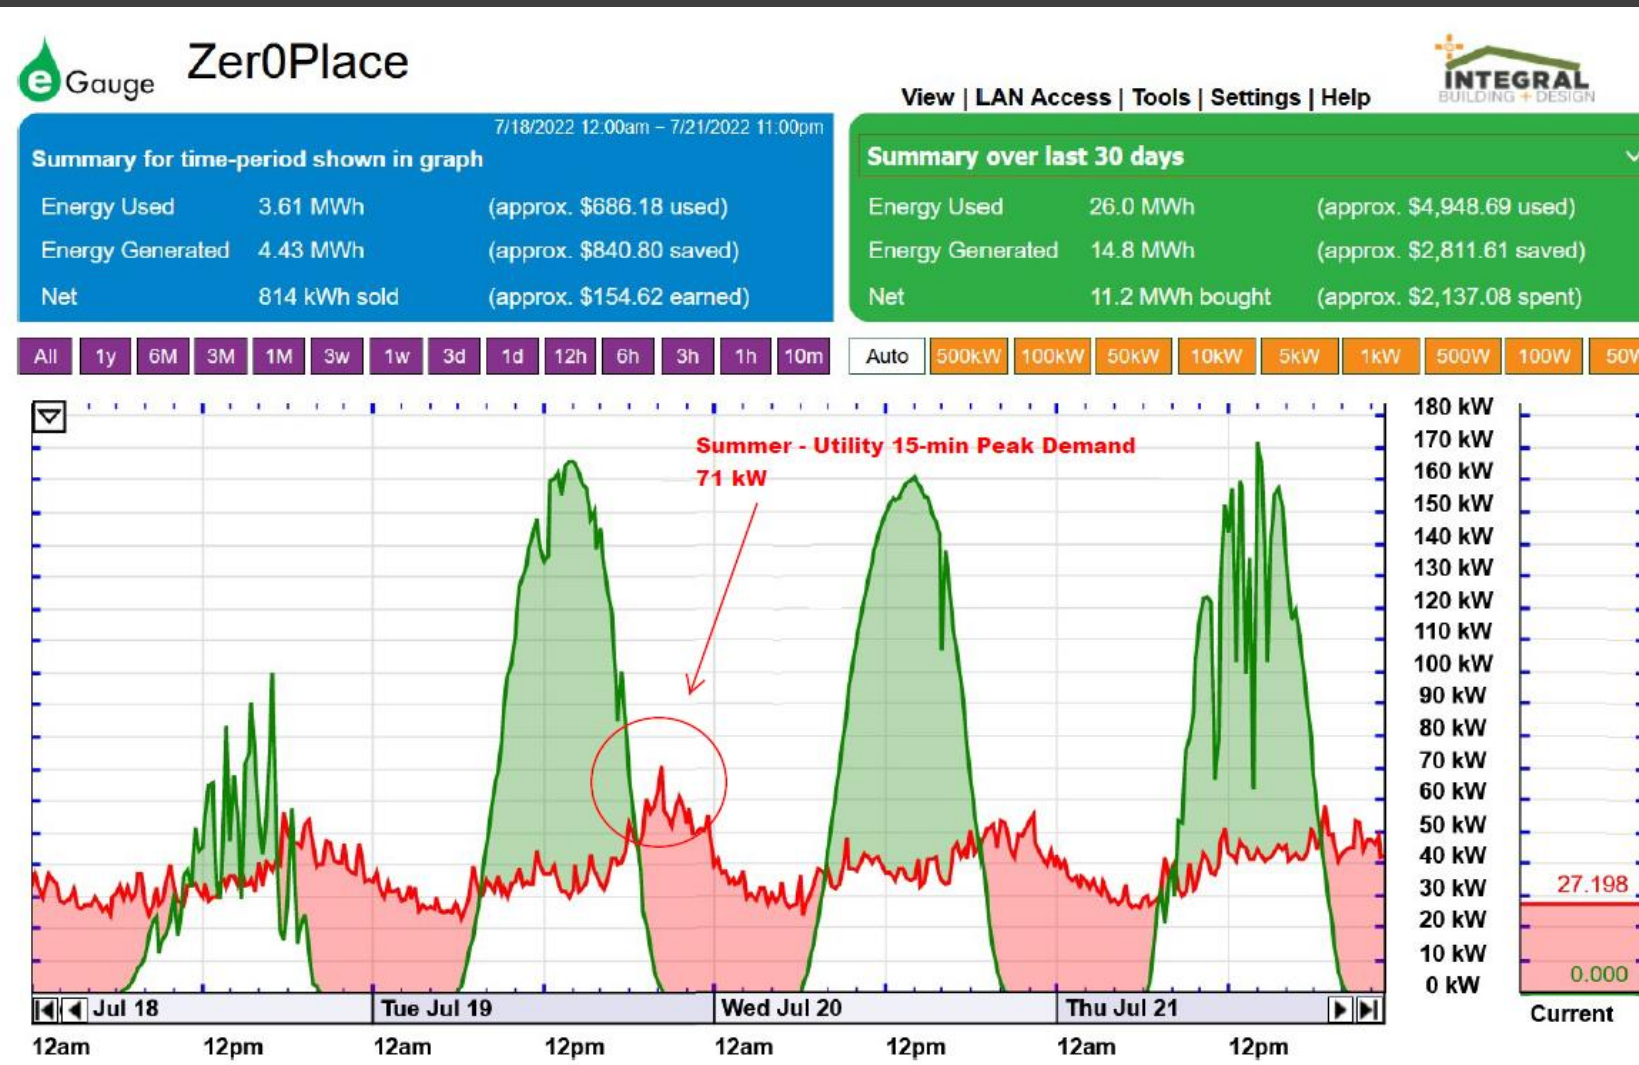 e Gauge
Zer0Place
View | LAN Access | Tools | Settings | Help
INTEGRAL
BUILDING + DESIGN
7/18/2022 12:00am – 7/21/2022 11:00pm
Summary for time-period shown in graph
Energy Used 3.61 MWh (approx. $686.18 used)
Energy Generated 4.43 MWh (approx. $840.80 saved)
Net 814 kWh sold (approx. $154.62 earned)
Summary over last 30 days
Energy Used 26.0 MWh (approx. $4,948.69 used)
Energy Generated 14.8 MWh (approx. $2,811.61 saved)
Net 11.2 MWh bought (approx. $2,137.08 spent)
All 1y 6M 3M 1M 3w 1w 3d 1d 12h 6h 3h 1h 10m
Auto 500kW 100kW 50kW 10kW 5kW 1kW 500W 100W 50W
Summer - Utility 15-min Peak Demand
71 kW
180 kW
170 kW
160 kW
150 kW
140 kW
130 kW
120 kW
110 kW
100 kW
90 kW
80 kW
70 kW
60 kW
50 kW
40 kW
30 kW
20 kW
10 kW
0 kW
27.198
0.000
Current
Jul 18 Tue Jul 19 Wed Jul 20 Thu Jul 21
12am 12pm 12am 12pm 12am 12pm 12am 12pm